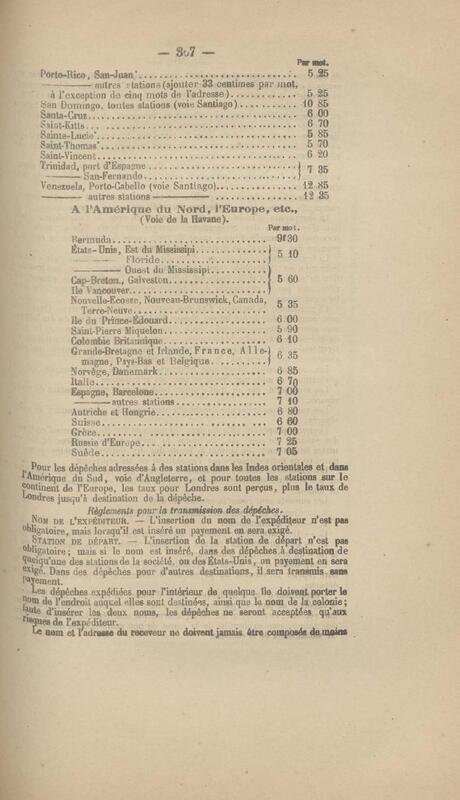 — 307 —
Par mot.
Porto-Rico, San-Juan*........ 5 25
——— autres stations (ajouter 33 centimes par mot,
à l'exception de cinq mots de l'adresse)........ 5 25
San Domingo, toutes stations (voie Santiago)........ 10 85
Santa-Cruz........ 6 00
Saint-Kitts........ 6 70
Sainte-Lucie*........ 5 85
Saint-Thomas*........ 5 70
Saint-Vincent........ 6 20
Trinidad, port d'Espagne........ } 7 35
——— San-Fernando........
Venezuela, Porto-Cabello (voie Santiago)........ 12 85
——— autres stations ——— ........ 12 35
A l'Amérique du Nord, l'Europe, etc.,
(Voie de la Havane).
Par mot.
Bermuda........ 9f30
États-Unis, Est du Mississipi........ } 5 10
——— Floride........
——— Ouest du Mississipi........
Cap-Breton, Galveston........ } 5 60
Ile Vancouver........
Nouvelle-Ecosse, Nouveau-Brunswick, Canada,
Terre-Neuve........ 5 35
Ile du Prince-Édouard........ 6 00
Saint-Pierre Miquelon........ 5 90
Colombie Britannique........ 6 10
Grande-Bretagne et Irlande, France, Alle-
magne, Pays-Bas et Belgique........ } 6 35
Norvège, Danemark........ 6 85
Italie........ 6 70
Espagne, Barcelone........ 7 00
——— autres stations........ 7 10
Autriche et Hongrie........ 6 80
Suisse........ 6 60
Grèce........ 7 00
Russie d'Europe........ 7 25
Suède........ 7 05
Pour les dépêches adressées à des stations dans les Indes orientales et dans
l'Amérique du Sud, voie d'Angleterre, et pour toutes les stations sur le
continent de l'Europe, les taux pour Londres sont perçus, plus le taux de
Londres jusqu'à destination de la dépêche.
Règlements pour la transmission des dépêches.
NOM DE L'EXPÉDITEUR. — L'insertion du nom de l'expéditeur n'est pas
obligatoire, mais lorsqu'il est inséré un payement en sera exigé.
STATION DE DÉPART. — L'insertion de la station de départ n'est pas
obligatoire; mais si le nom est inséré, dans des dépêches à destination de
quelqu'une des stations de la société, ou des États-Unis, un payement en sera
exigé. Dans des dépêches pour d'autres destinations, il sera transmis sans
payement.
Les dépêches expédiées pour l'intérieur de quelque île doivent porter le
nom de l'endroit auquel elles sont destinées, ainsi que le nom de la colonie;
faute d'insérer les deux noms, les dépêches ne seront acceptées qu'aux
risques de l'expéditeur.
Le nom et l'adresse du receveur ne doivent jamais être composés de moins